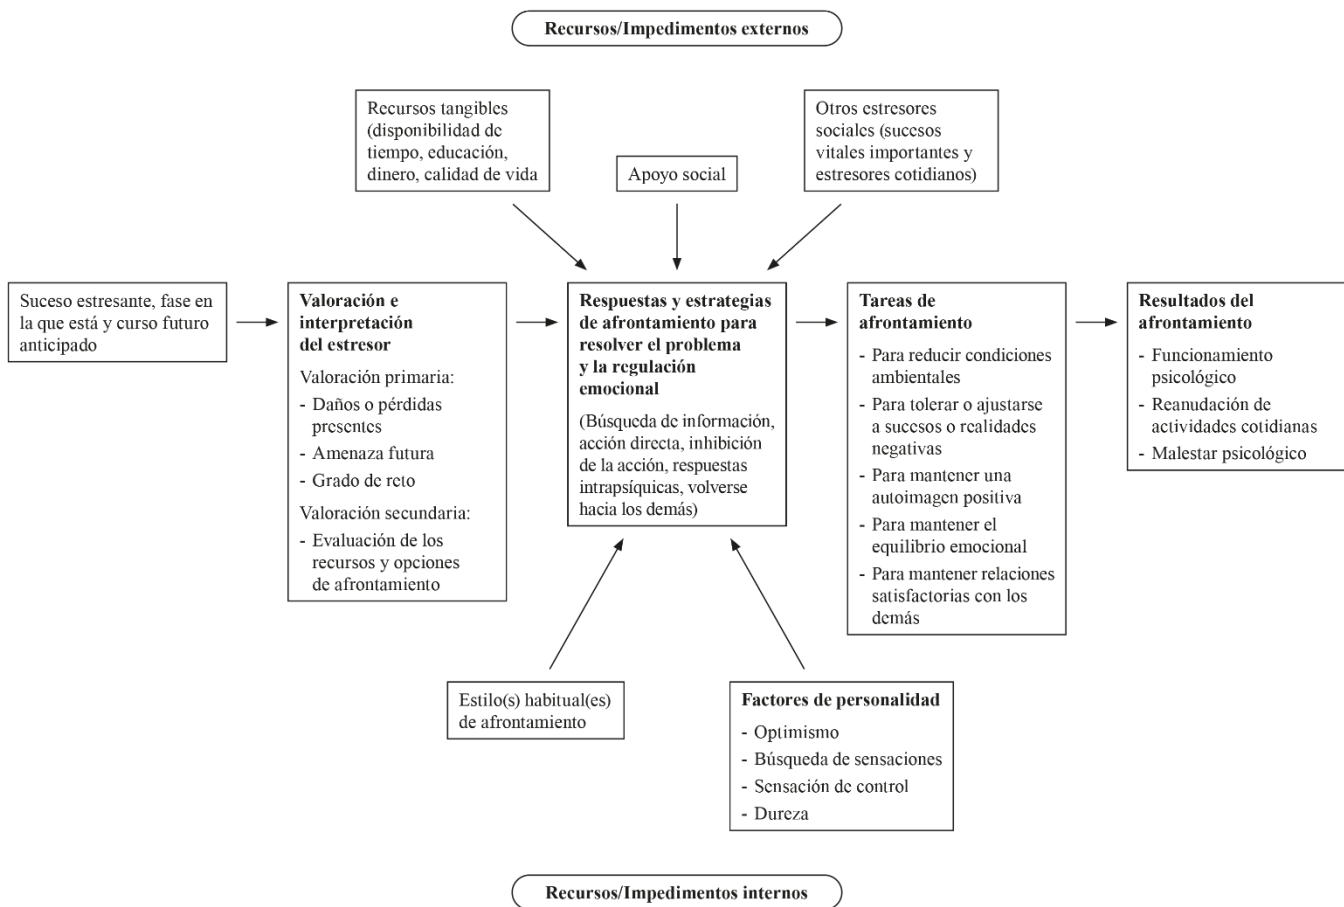 Recursos/Impedimentos externos
Recursos tangibles
(disponibilidad de
tiempo, educación,
dinero, calidad de vida
Apoyo social
Otros estresores
sociales (sucesos
vitales importantes y
estresores cotidianos)
Suceso estresante, fase en
la que está y curso futuro
anticipado
Valoración e
interpretación
del estresor
Valoración primaria:
- Daños o pérdidas
presentes
- Amenaza futura
- Grado de reto
Valoración secundaria:
- Evaluación de los
recursos y opciones
de afrontamiento
Respuestas y estrategias
de afrontamiento para
resolver el problema
y la regulación
emocional
(Búsqueda de información,
acción directa, inhibición
de la acción, respuestas
intrapsíquicas, volverse
hacia los demás)
Tareas de
afrontamiento
- Para reducir condiciones
ambientales
- Para tolerar o ajustarse
a sucesos o realidades
negativas
- Para mantener una
autoimagen positiva
- Para mantener el
equilibrio emocional
- Para mantener relaciones
satisfactorias con los
demás
Resultados del
afrontamiento
- Funcionamiento
psicológico
- Reanudación de
actividades cotidianas
- Malestar psicológico
Estilo(s) habitual(es)
de afrontamiento
Factores de personalidad
- Optimismo
- Búsqueda de sensaciones
- Sensación de control
- Dureza
Recursos/Impedimentos internos